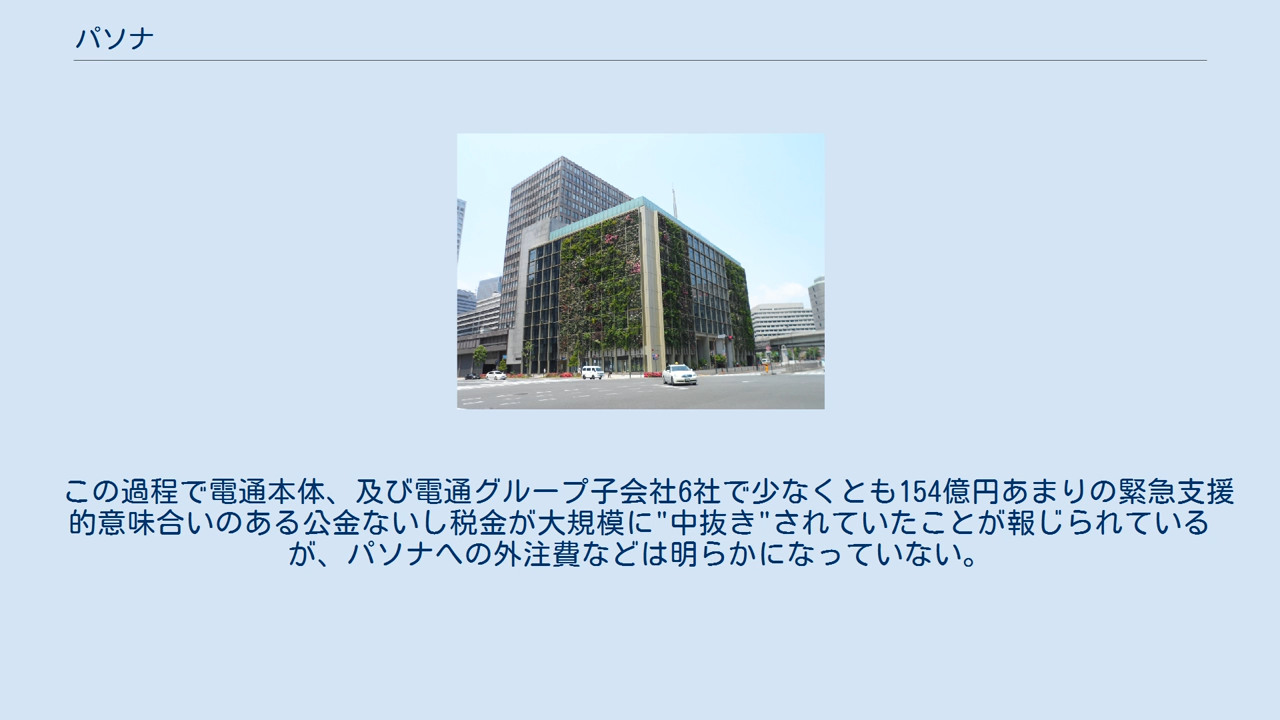 パソナ
この過程で電通本体、及び電通グループ子会社6社で少なくとも154億円あまりの緊急支援
的意味合いのある公金ないし税金が大規模に"中抜き"されていたことが報じられている
が、パソナへの外注費などは明らかになっていない。